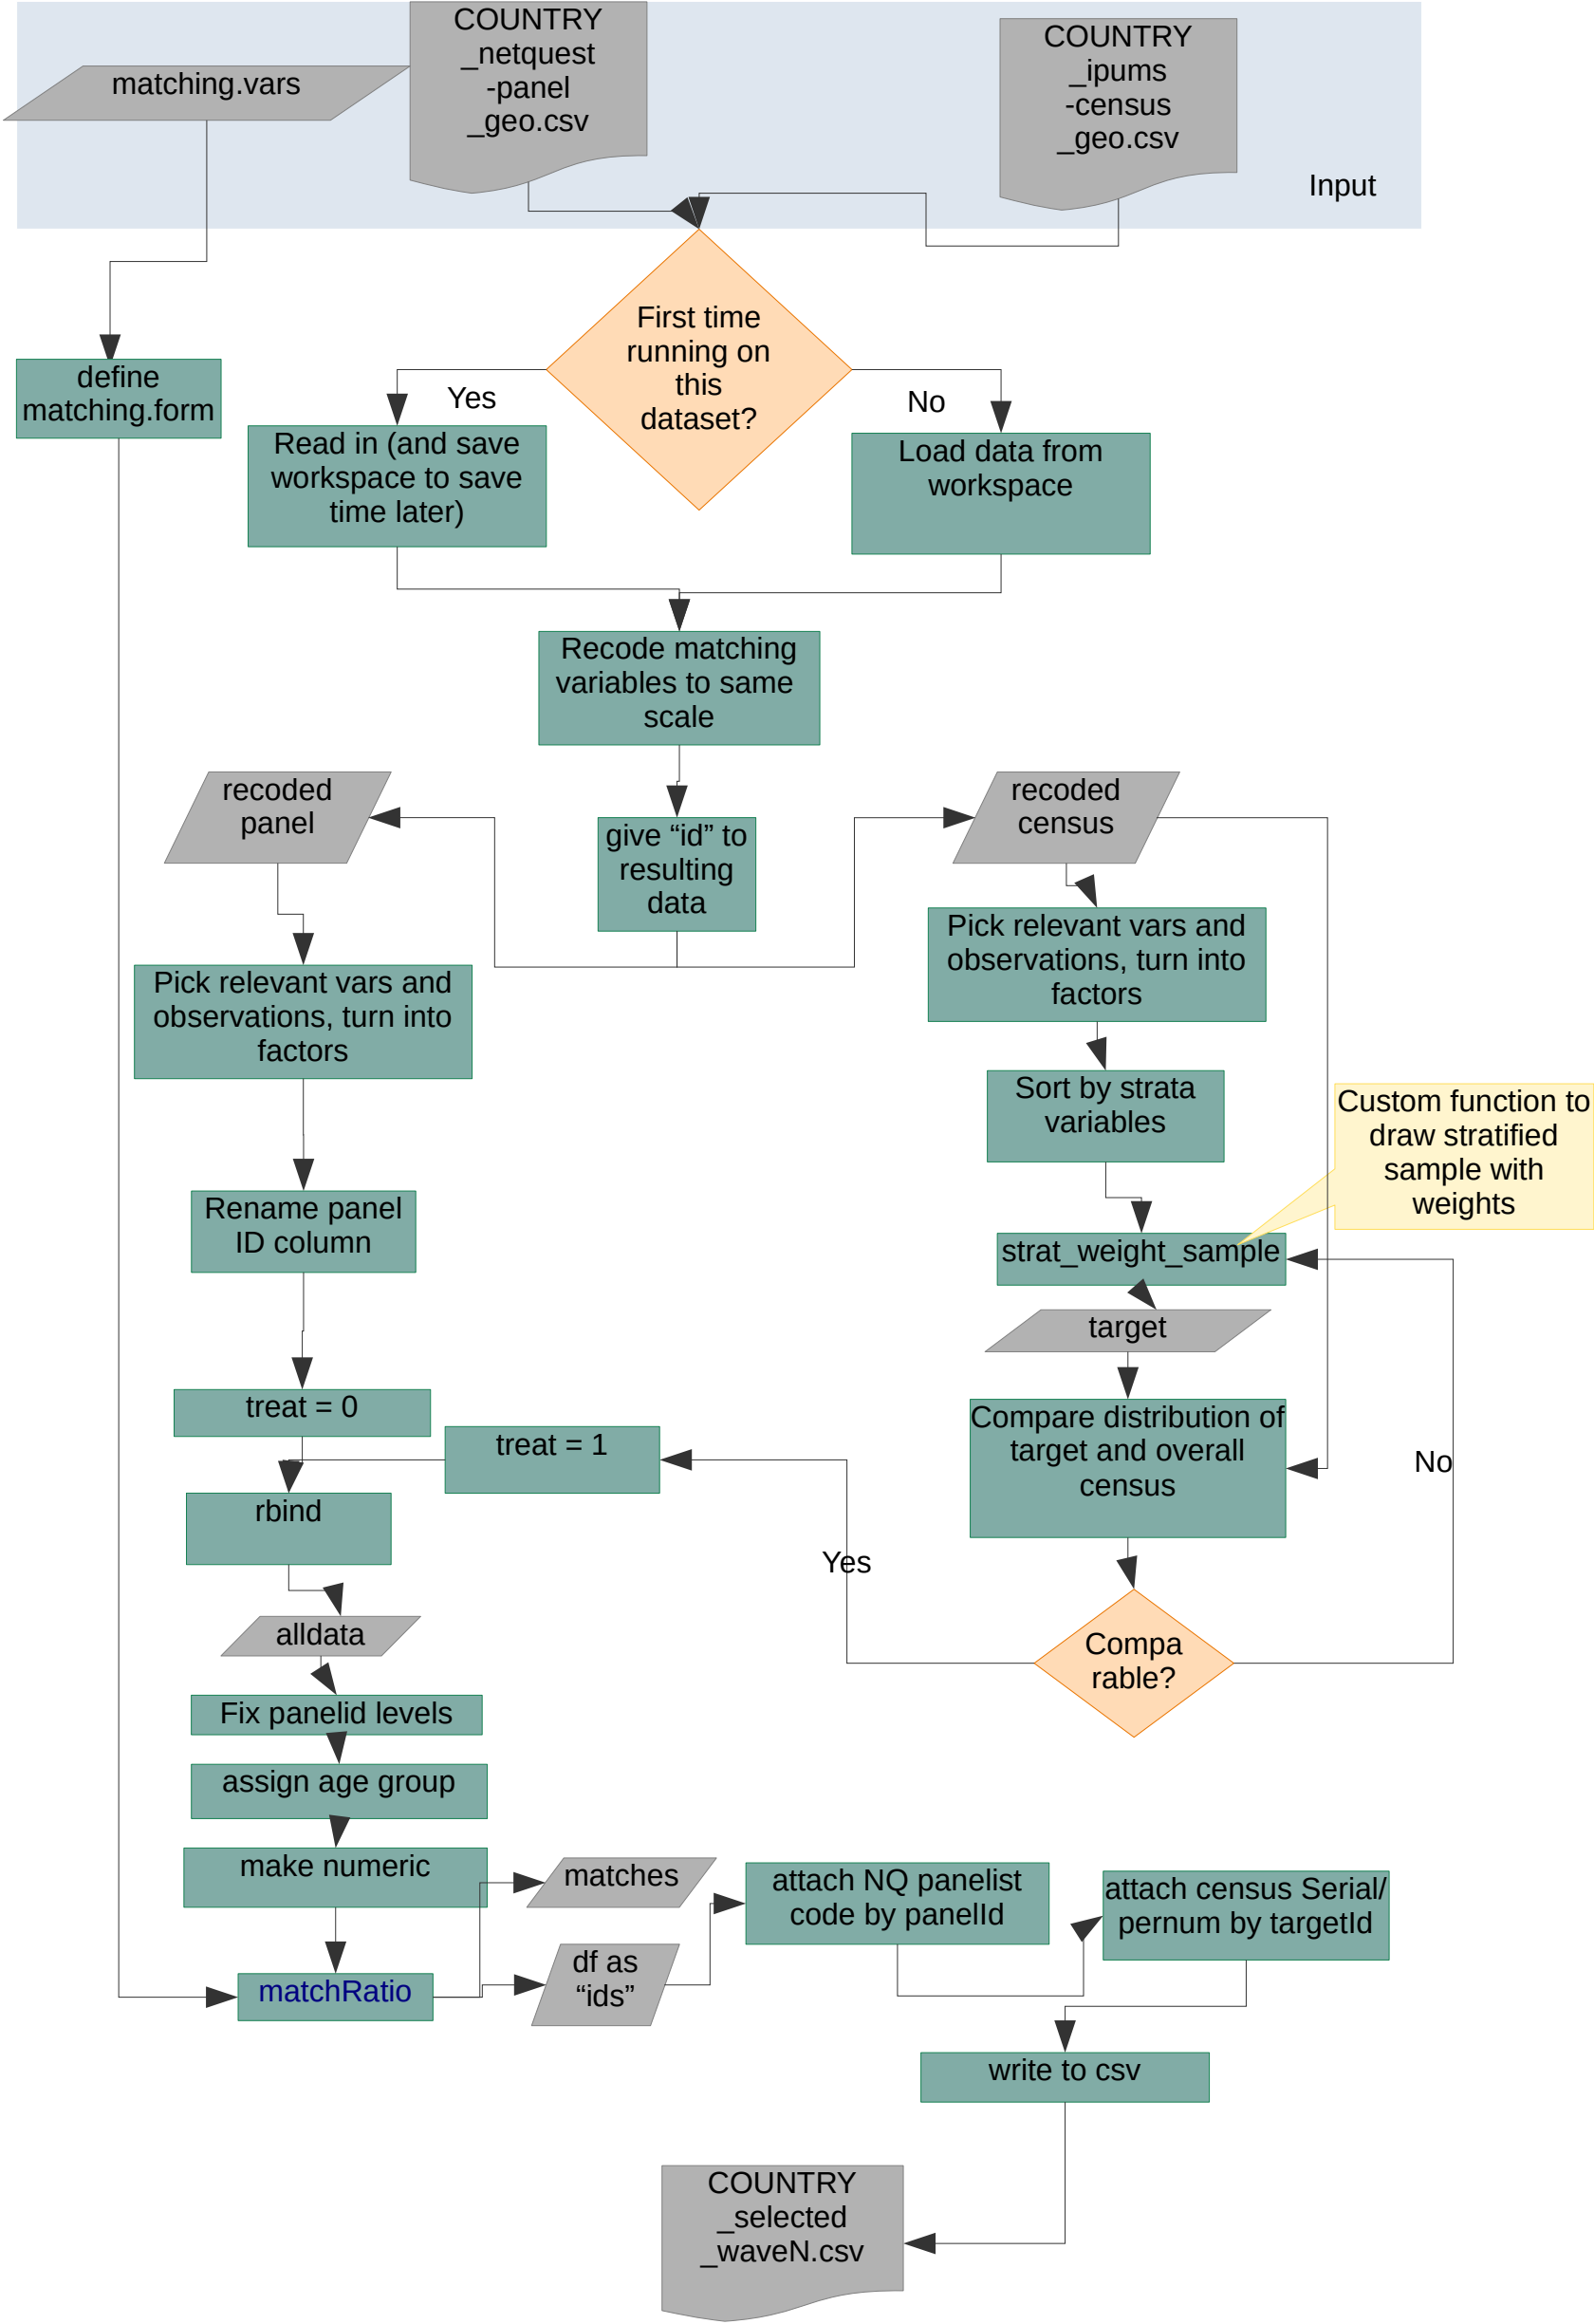 matching.vars
COUNTRY
_netquest
-panel
_geo.csv
COUNTRY
_ipums
-census
_geo.csv
Input
First time
running on
this
dataset?
Yes
No
define
matching.form
Read in (and save
workspace to save
time later)
Load data from
workspace
Recode matching
variables to same
scale
recoded
panel
give “id” to
resulting
data
recoded
census
Pick relevant vars and
observations, turn into
factors
Pick relevant vars and
observations, turn into
factors
Sort by strata
variables
Custom function to
draw stratified
sample with
weights
Rename panel
ID column
strat_weight_sample
target
treat = 0
treat = 1
Compare distribution of
target and overall
census
No
rbind
Yes
alldata
Compa
rable?
Fix panelid levels
assign age group
make numeric
matches
attach NQ panelist
code by panelId
attach census Serial/
pernum by targetId
matchRatio
df as
“ids”
write to csv
COUNTRY
_selected
_waveN.csv